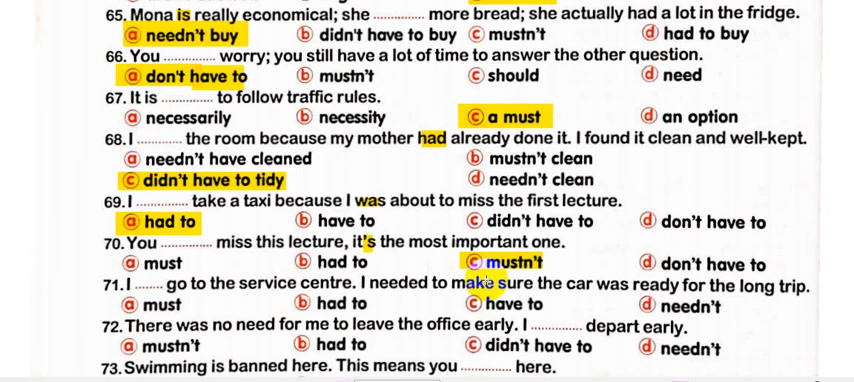 65. Mona is really economical; she ............ more bread; she actually had a lot in the fridge.
ⓐ needn't buy ⓑ didn't have to buy ⓒ mustn't ⓓ had to buy
66. You ............ worry; you still have a lot of time to answer the other question.
ⓐ don't have to ⓑ mustn't ⓒ should ⓓ need
67. It is ............ to follow traffic rules.
ⓐ necessarily ⓑ necessity ⓒ a must ⓓ an option
68. I ............ the room because my mother had already done it. I found it clean and well-kept.
ⓐ needn't have cleaned ⓑ mustn't clean
ⓒ didn't have to tidy ⓓ needn't clean
69. I ............ take a taxi because I was about to miss the first lecture.
ⓐ had to ⓑ have to ⓒ didn't have to ⓓ don't have to
70. You ............ miss this lecture, it's the most important one.
ⓐ must ⓑ had to ⓒ mustn't ⓓ don't have to
71. I ........ go to the service centre. I needed to make sure the car was ready for the long trip.
ⓐ must ⓑ had to ⓒ have to ⓓ needn't
72. There was no need for me to leave the office early. I ............ depart early.
ⓐ mustn't ⓑ had to ⓒ didn't have to ⓓ needn't
73. Swimming is banned here. This means you ............ here.